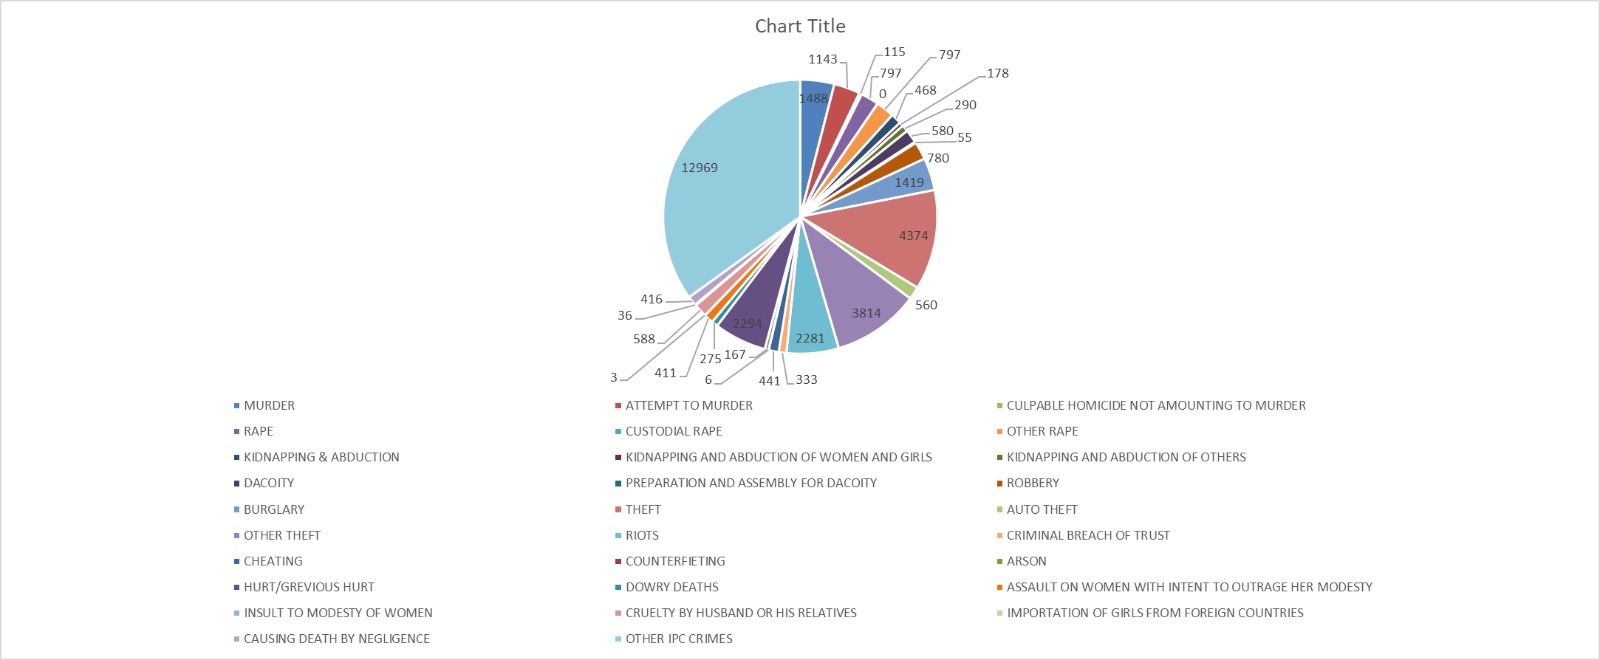 Chart Title
1143
115
797
797
0
178
468
290
1488
580
55
780
12969
1419
4374
416
560
36
3814
588
2294
2281
275
167
3
411
6
441
333
MURDER
ATTEMPT TO MURDER
CULPABLE HOMICIDE NOT AMOUNTING TO MURDER
RAPE
CUSTODIAL RAPE
OTHER RAPE
KIDNAPPING & ABDUCTION
KIDNAPPING AND ABDUCTION OF WOMEN AND GIRLS
KIDNAPPING AND ABDUCTION OF OTHERS
DACOITY
PREPARATION AND ASSEMBLY FOR DACOITY
ROBBERY
BURGLARY
THEFT
AUTO THEFT
OTHER THEFT
RIOTS
CRIMINAL BREACH OF TRUST
CHEATING
COUNTERFIETING
ARSON
HURT/GREVIOUS HURT
DOWRY DEATHS
ASSAULT ON WOMEN WITH INTENT TO OUTRAGE HER MODESTY
INSULT TO MODESTY OF WOMEN
CRUELTY BY HUSBAND OR HIS RELATIVES
IMPORTATION OF GIRLS FROM FOREIGN COUNTRIES
CAUSING DEATH BY NEGLIGENCE
OTHER IPC CRIMES